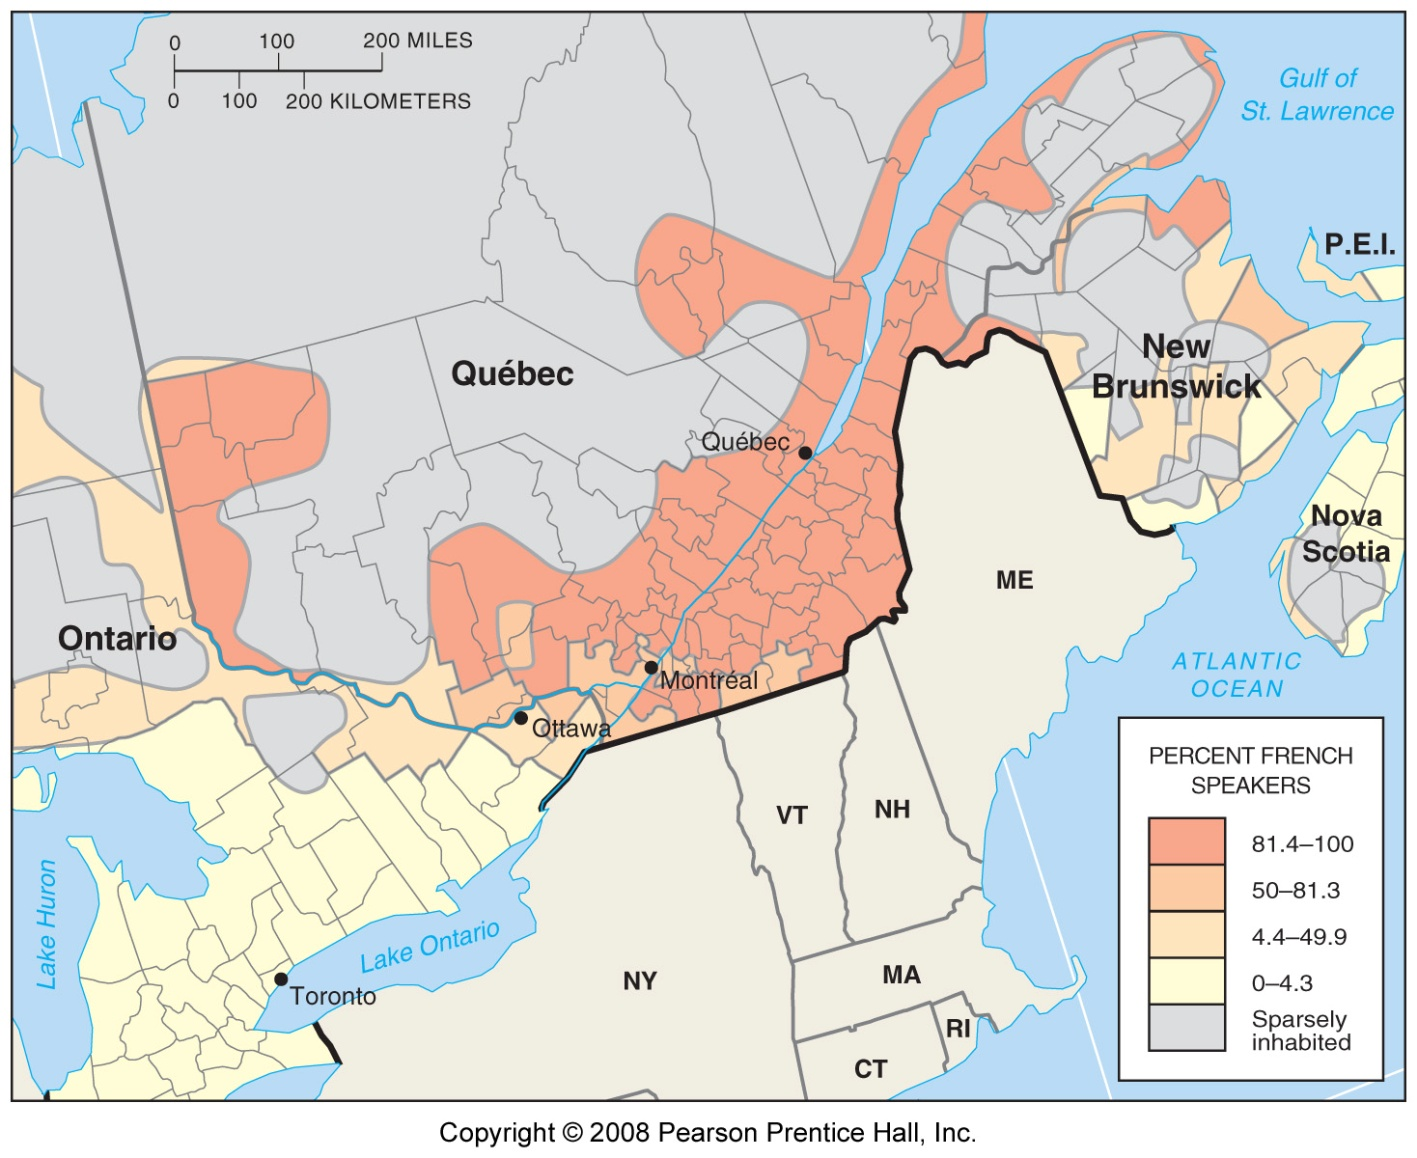 0 100 200 MILES
0 100 200 KILOMETERS
Gulf of
St. Lawrence
P.E.I.
New
Brunswick
Québec
Québec
Nova
Scotia
ME
Ontario
ATLANTIC
OCEAN
Montréal
Ottawa
VT
NH
Lake Huron
Lake Ontario
Toronto
NY
MA
RI
CT
PERCENT FRENCH
SPEAKERS
81.4–100
50–81.3
4.4–49.9
0–4.3
Sparsely
inhabited
Copyright © 2008 Pearson Prentice Hall, Inc.